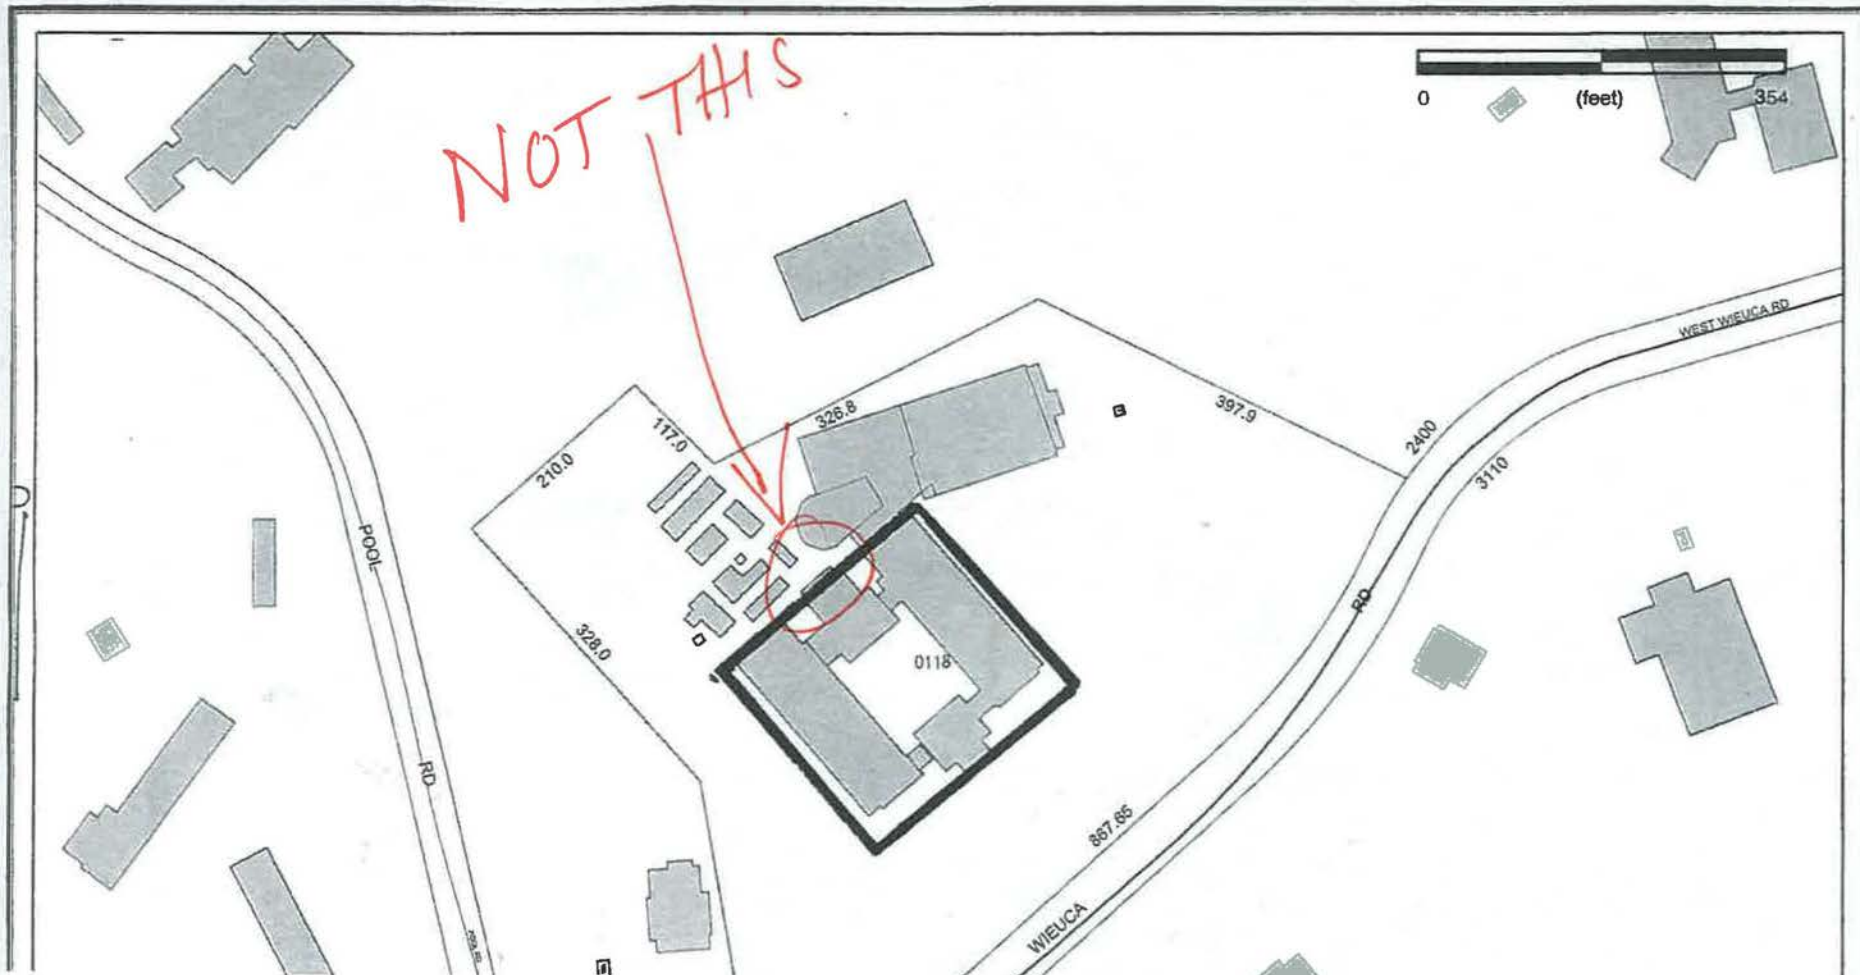 NOT THIS
0 (feet) 354
WEST WIEUCA RD
326.8
397.9
117.0
2400
210.0
3110
POOL
RD
328.0
0118
RD
867.65
WIEUCA